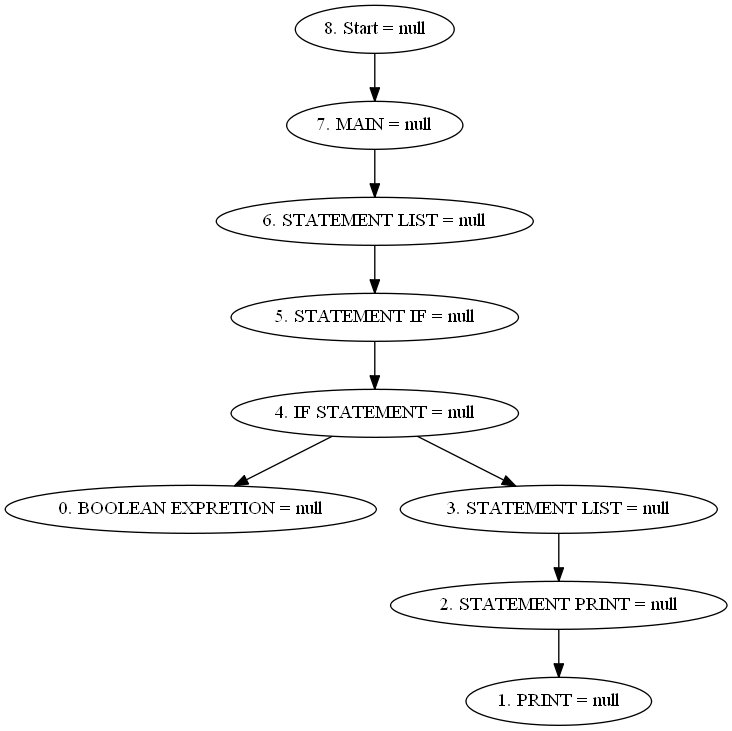 8. Start = null
7. MAIN = null
6. STATEMENT LIST = null
5. STATEMENT IF = null
4. IF STATEMENT = null
0. BOOLEAN EXPRETION = null
3. STATEMENT LIST = null
2. STATEMENT PRINT = null
1. PRINT = null